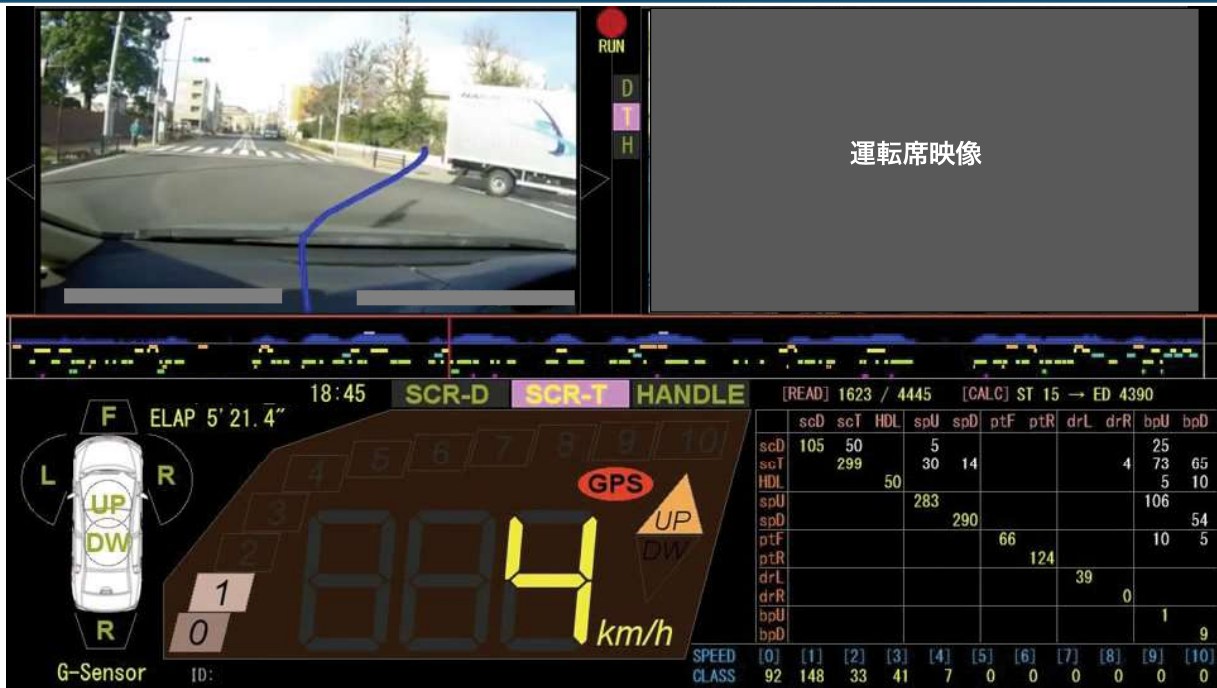 RUN
D
T
H
運転席映像
18:45 SCR-D SCR-T HANDLE [READ] 1623 / 4445 [CALC] ST 15 → ED 4390
F ELAP 5'21.4"
L R
UP
DW
R
G-Sensor ID:
0 1 2 3 4 5 6 7 8 9 10
GPS
UP
DW
4 km/h
scD scT HDL spU spD ptF ptR drL drR bpU bpD
scD 105 50 5 25
scT 299 30 14 4 73 65
HDL 50 5 10
spU 283 106
spD 290 54
ptF 66 10 5
ptR 124
drL 39
drR 0
bpU 1
bpD 9
SPEED [0] [1] [2] [3] [4] [5] [6] [7] [8] [9] [10]
CLASS 92 148 33 41 7 0 0 0 0 0 0